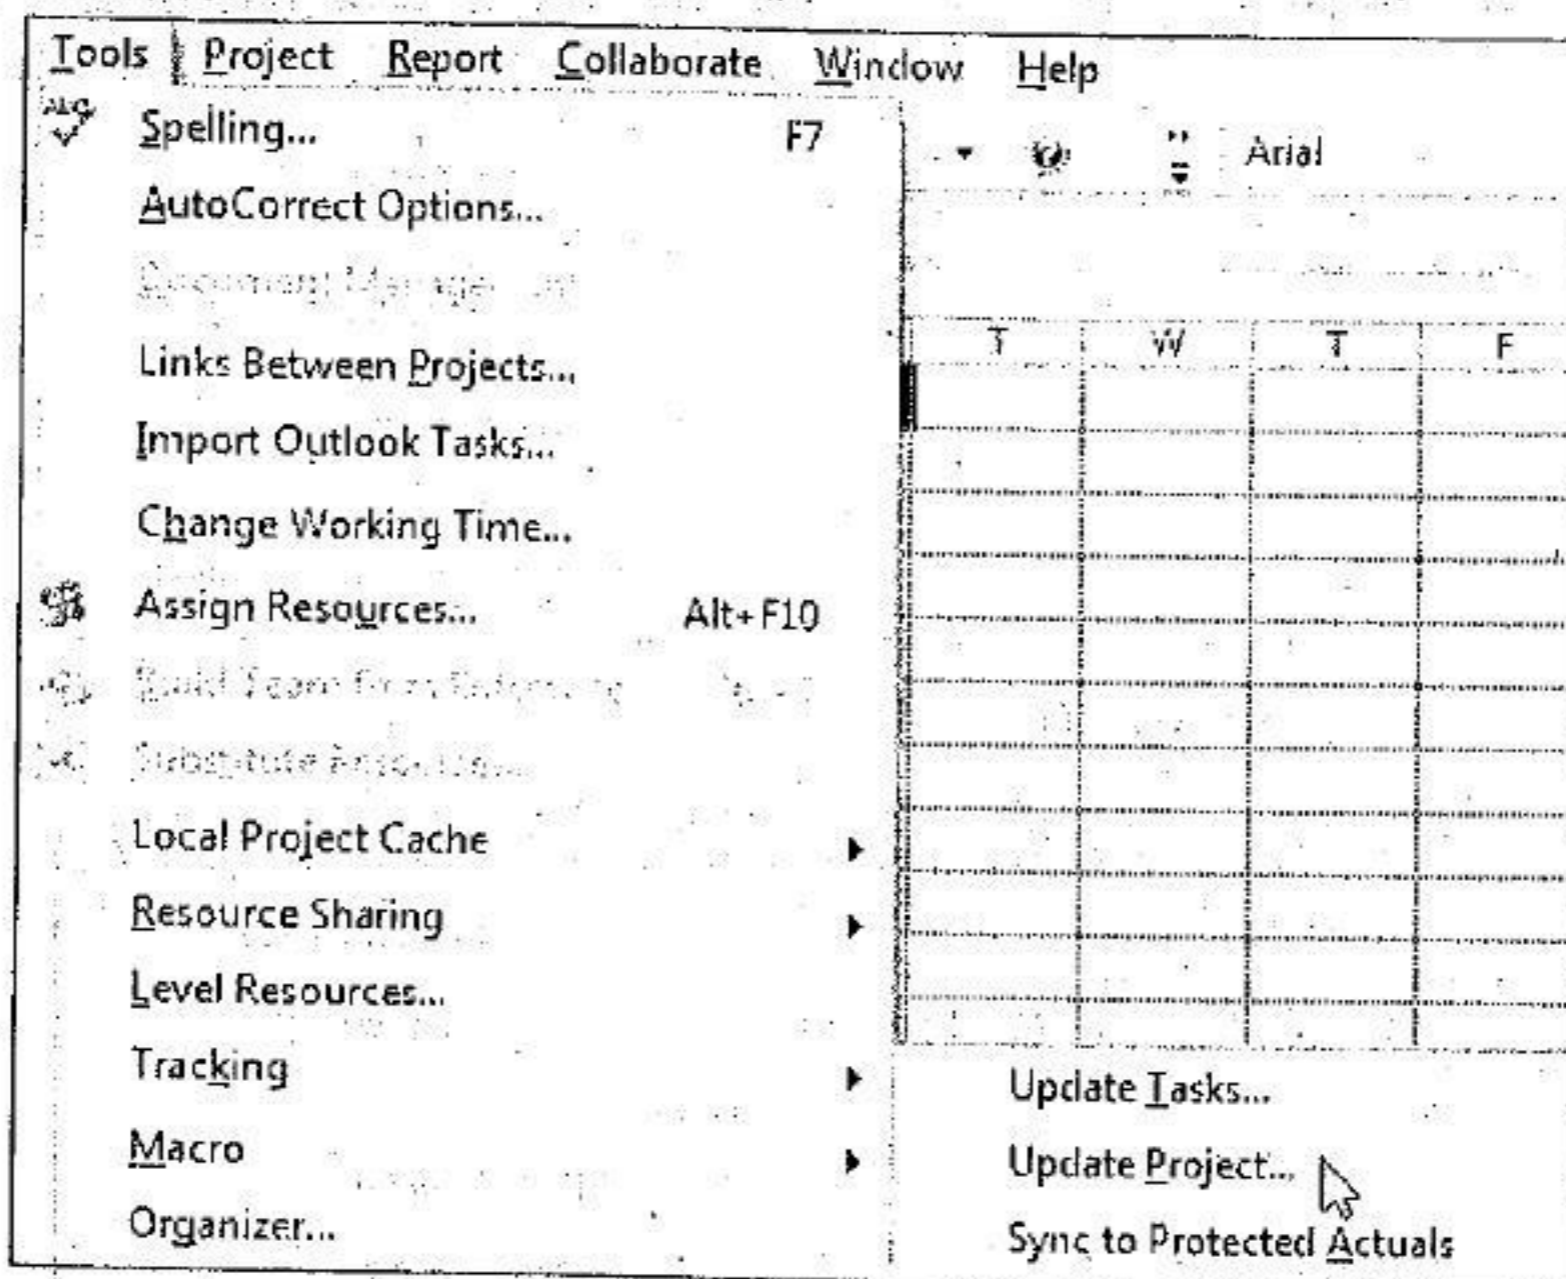 Tools Project Report Collaborate Window Help
Spelling... F7
Arial
AutoCorrect Options...
Links Between Projects...
T W T F
Import Outlook Tasks...
Change Working Time...
Assign Resources... Alt+F10
Local Project Cache
Resource Sharing
Level Resources...
Tracking
Update Tasks...
Macro
Update Project...
Organizer...
Sync to Protected Actuals